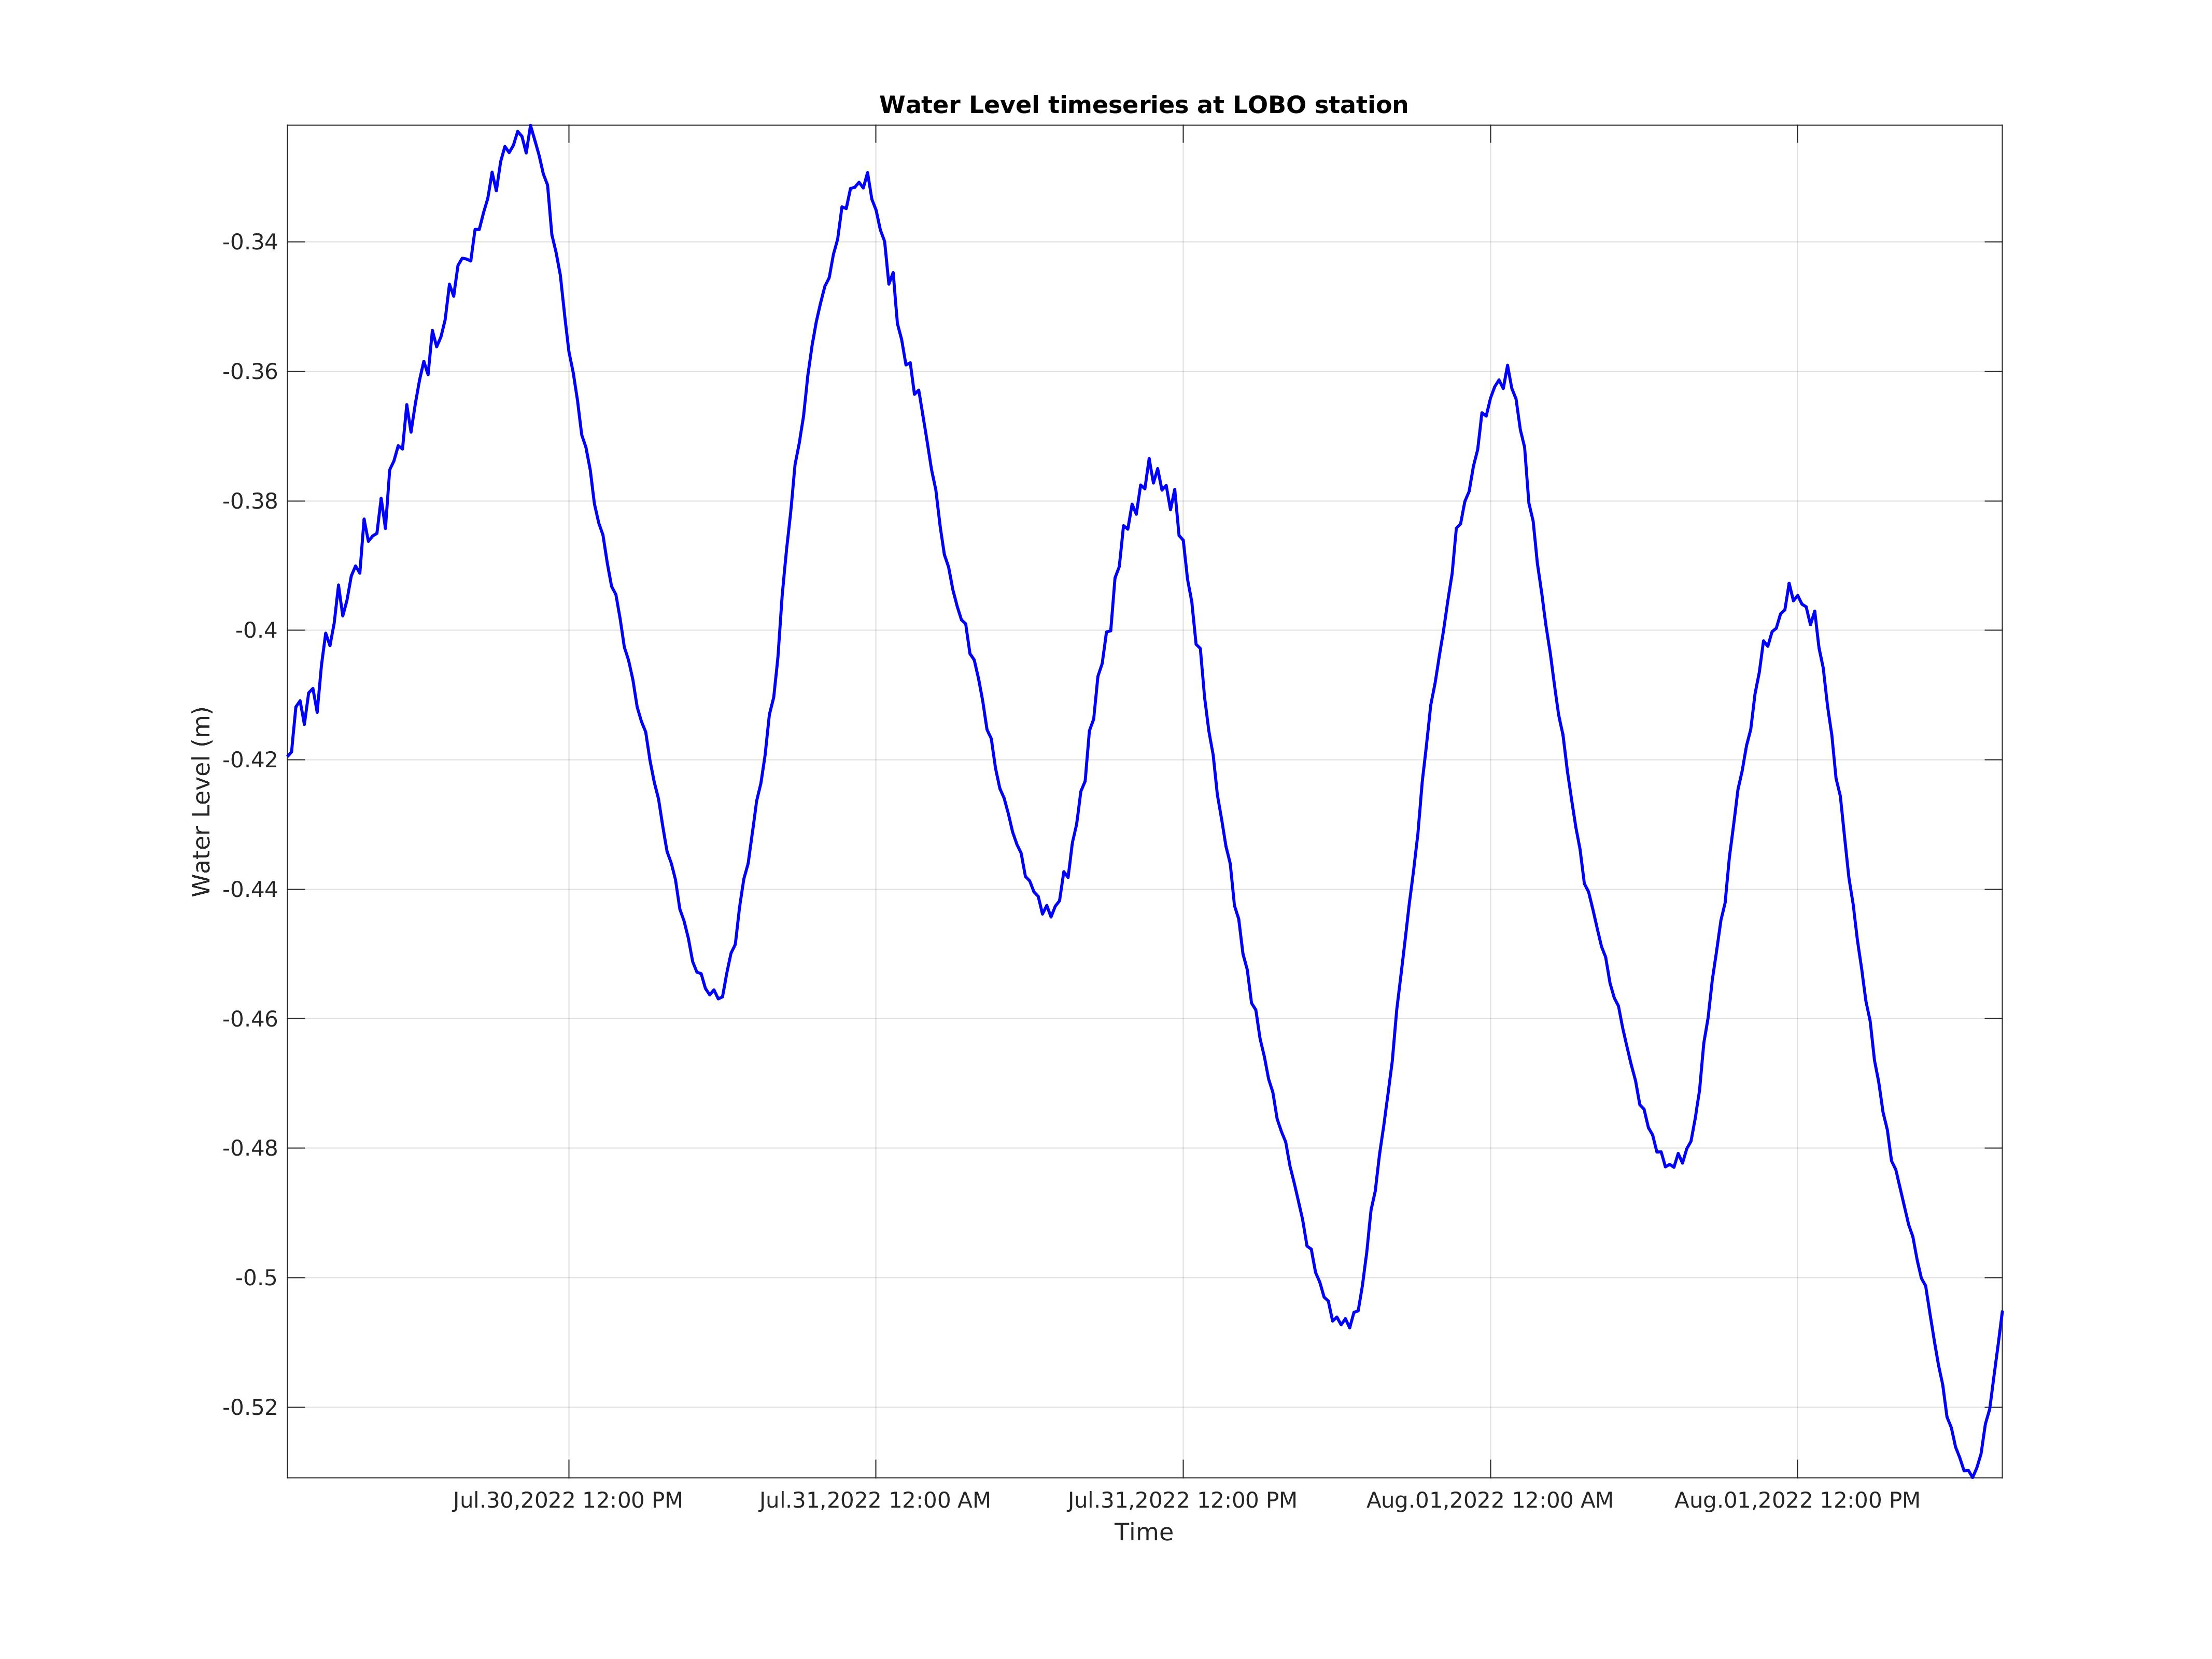 Water Level timeseries at LOBO station
-0.34
-0.36
-0.38
-0.4
-0.42
-0.44
-0.46
-0.48
-0.5
-0.52
Water Level (m)
Jul.30,2022 12:00 PM
Jul.31,2022 12:00 AM
Jul.31,2022 12:00 PM
Aug.01,2022 12:00 AM
Aug.01,2022 12:00 PM
Time